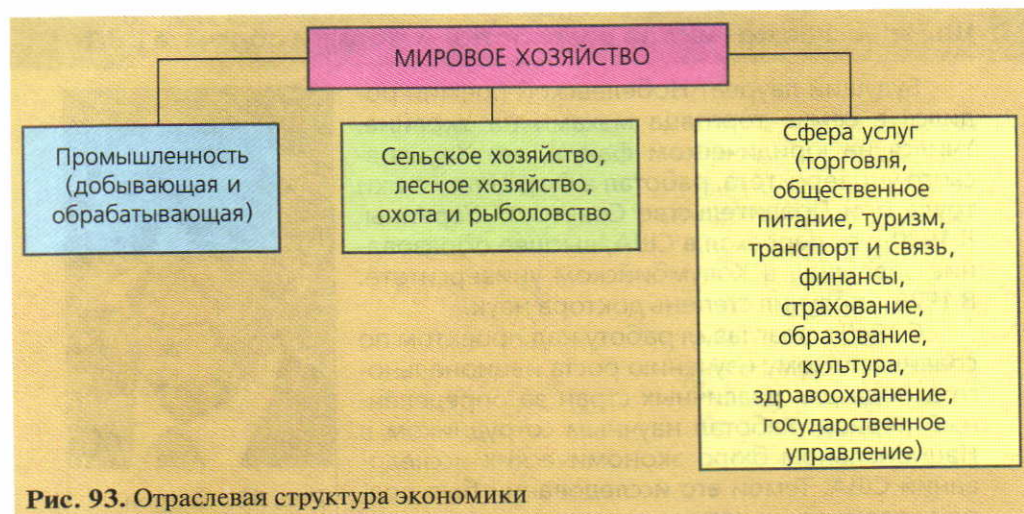 МИРОВОЕ ХОЗЯЙСТВО
Промышленность
(добывающая и
обрабатывающая)
Сельское хозяйство,
лесное хозяйство,
охота и рыболовство
Сфера услуг
(торговля,
общественное
питание, туризм,
транспорт и связь,
финансы,
страхование,
образование,
культура,
здравоохранение,
государственное
управление)
Рис. 93. Отраслевая структура экономики